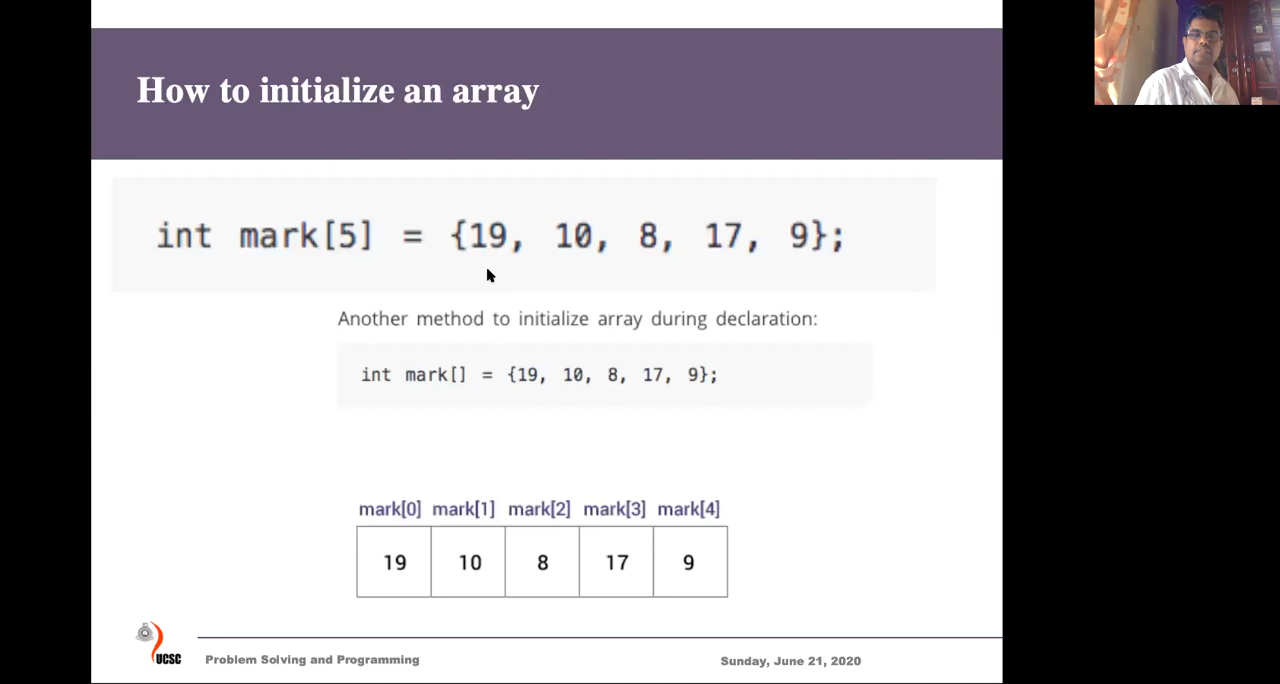 How to initialize an array
int mark[5] = {19, 10, 8, 17, 9};
Another method to initialize array during declaration:
int mark[] = {19, 10, 8, 17, 9};
mark[0] mark[1] mark[2] mark[3] mark[4]
19 10 8 17 9
UCSC
Problem Solving and Programming
Sunday, June 21, 2020